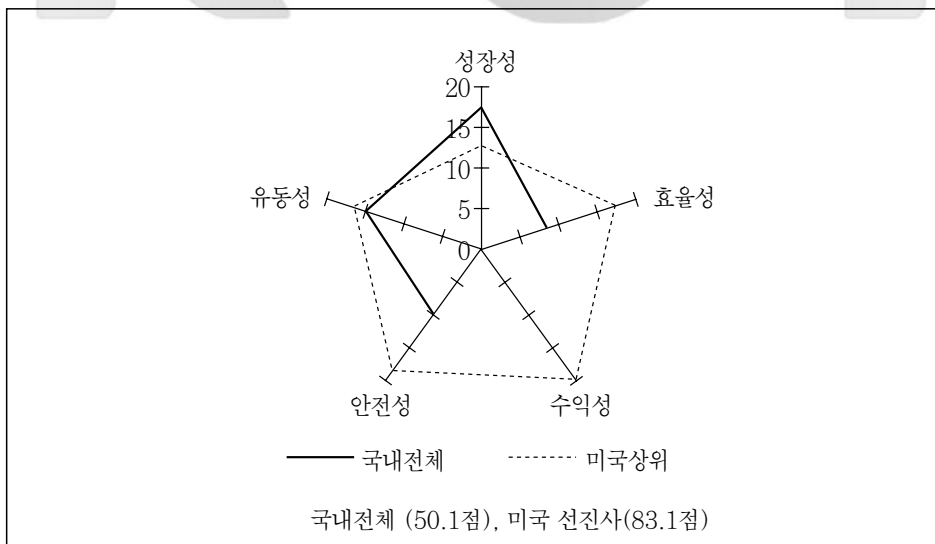 성장성
20
15
10
5
0
유동성
효율성
안전성
수익성
국내전체 미국상위
국내전체 (50.1점), 미국 선진사(83.1점)